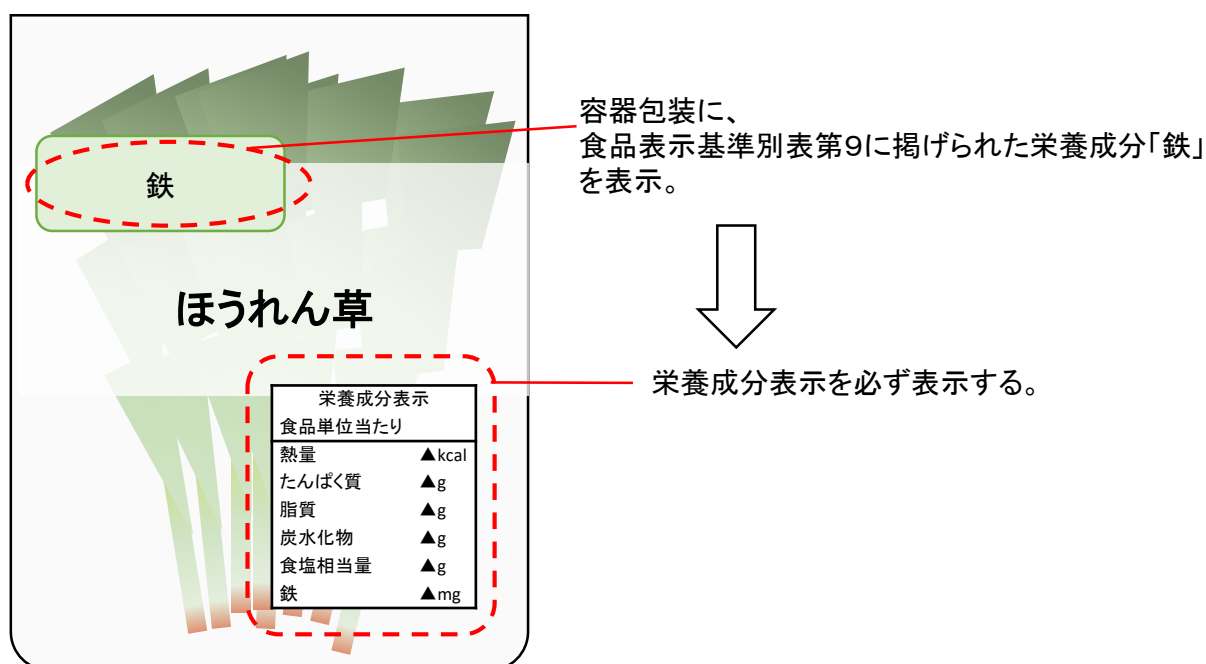 容器包装に、
食品表示基準別表第9に掲げられた栄養成分「鉄」
を表示。
鉄
ほうれん草
栄養成分表示を必ず表示する。
栄養成分表示
食品単位当たり
熱量 ▲kcal
たんぱく質 ▲g
脂質 ▲g
炭水化物 ▲g
食塩相当量 ▲g
鉄 ▲mg